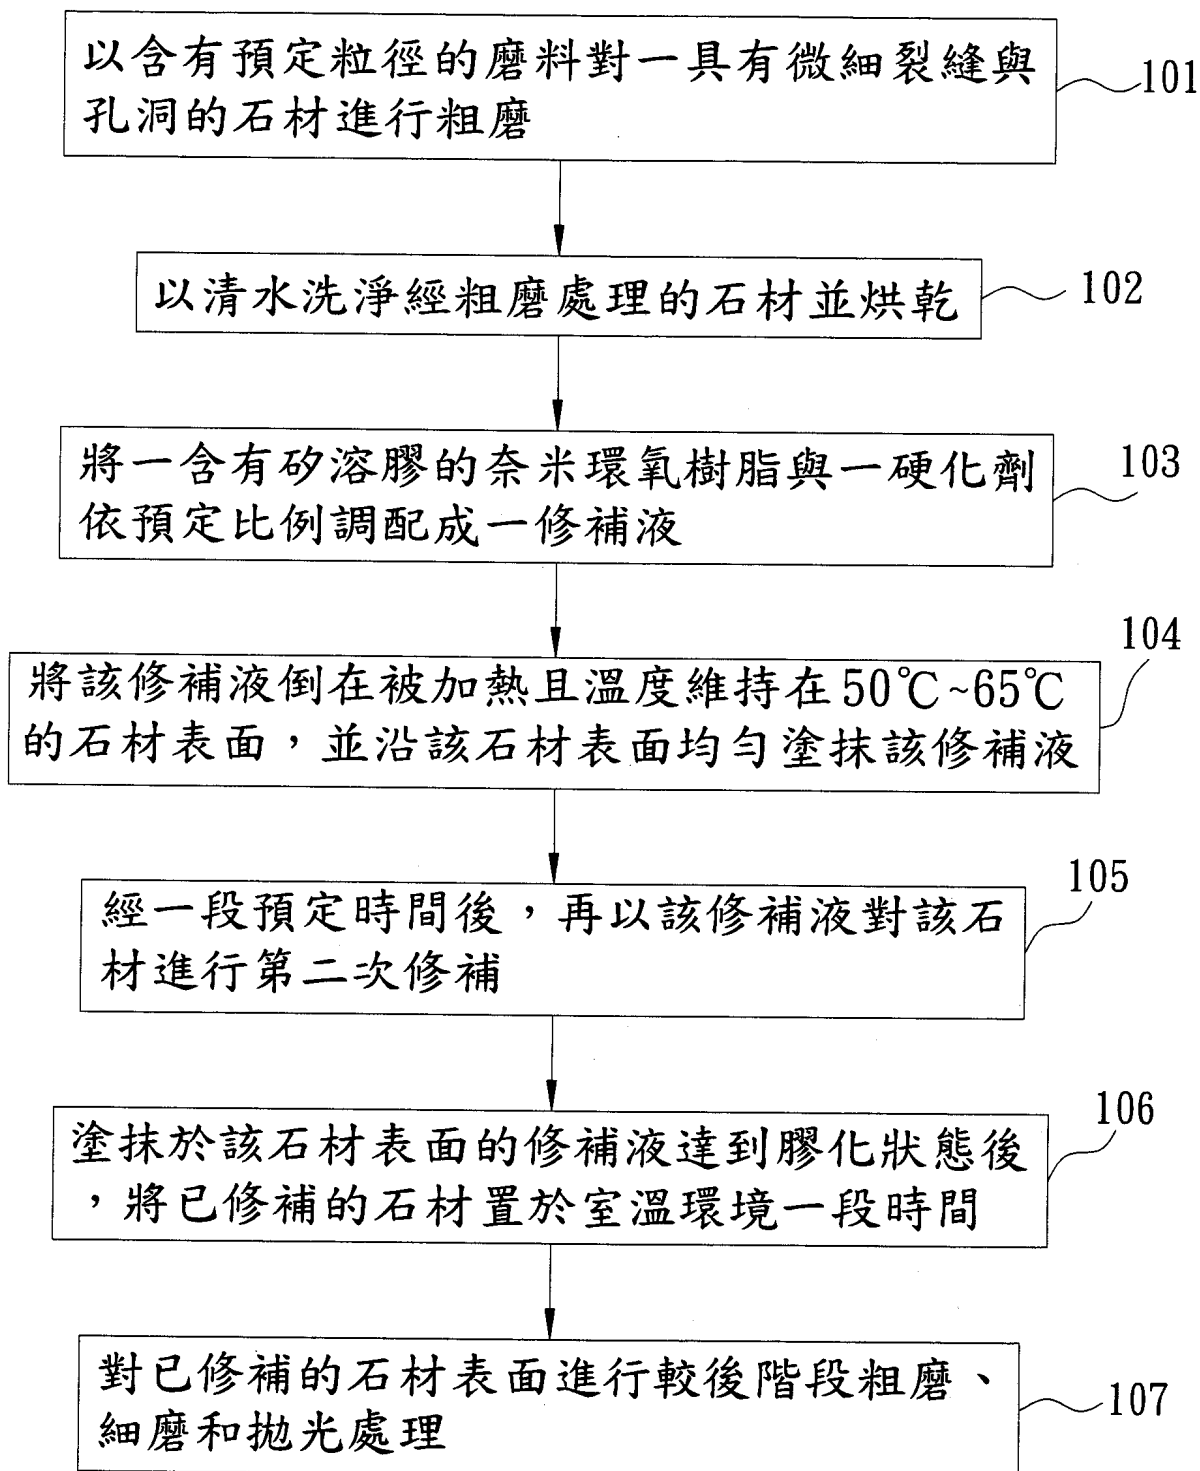 以含有預定粒徑的磨料對一具有微細裂縫與
孔洞的石材進行粗磨
101
以清水洗淨經粗磨處理的石材並烘乾
102
將一含有矽溶膠的奈米環氧樹脂與一硬化劑
依預定比例調配成一修補液
103
將該修補液倒在被加熱且溫度維持在50℃~65℃
的石材表面，並沿該石材表面均勻塗抹該修補液
104
經一段預定時間後，再以該修補液對該石
材進行第二次修補
105
塗抹於該石材表面的修補液達到膠化狀態後
，將已修補的石材置於室溫環境一段時間
106
對已修補的石材表面進行較後階段粗磨、
細磨和拋光處理
107